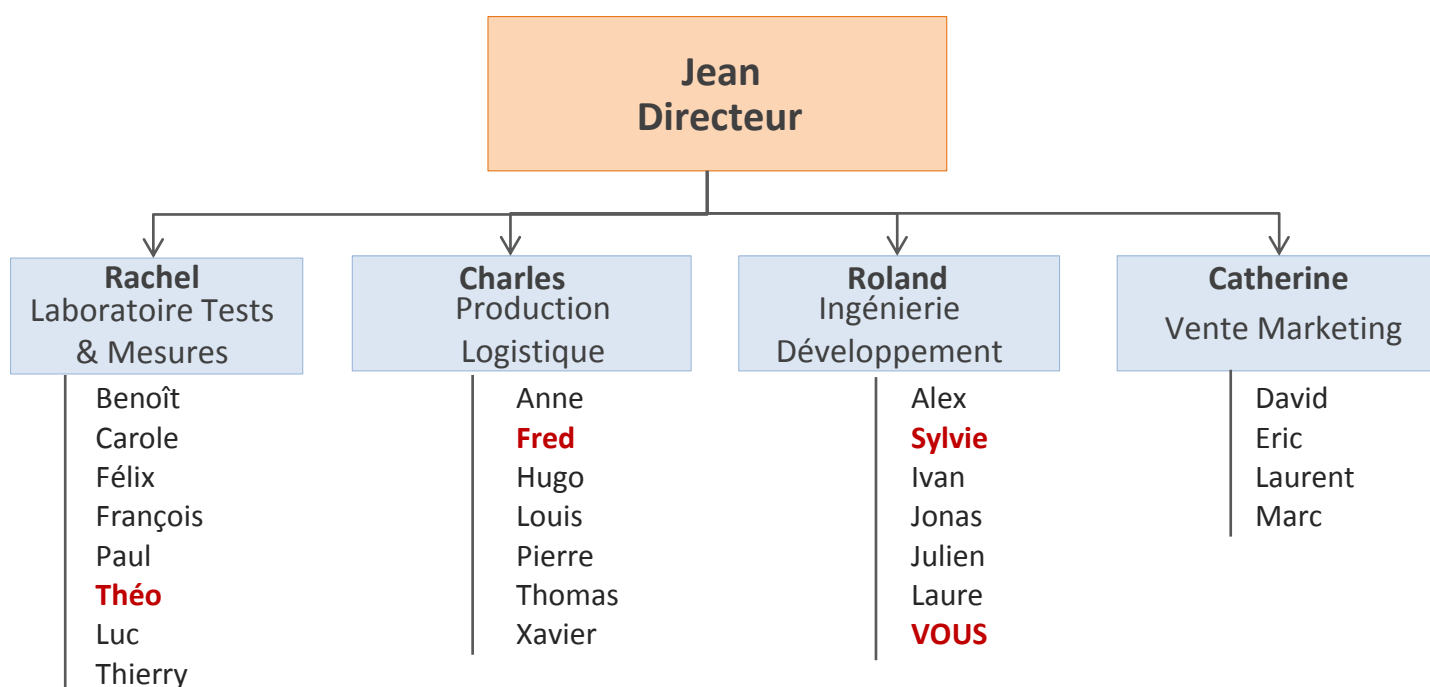 Jean
Directeur
Rachel
Laboratoire Tests
& Mesures
Benoît
Carole
Félix
François
Paul
Théo
Luc
Thierry
Charles
Production
Logistique
Anne
Fred
Hugo
Louis
Pierre
Thomas
Xavier
Roland
Ingénierie
Développement
Alex
Sylvie
Ivan
Jonas
Julien
Laure
VOUS
Catherine
Vente Marketing
David
Eric
Laurent
Marc